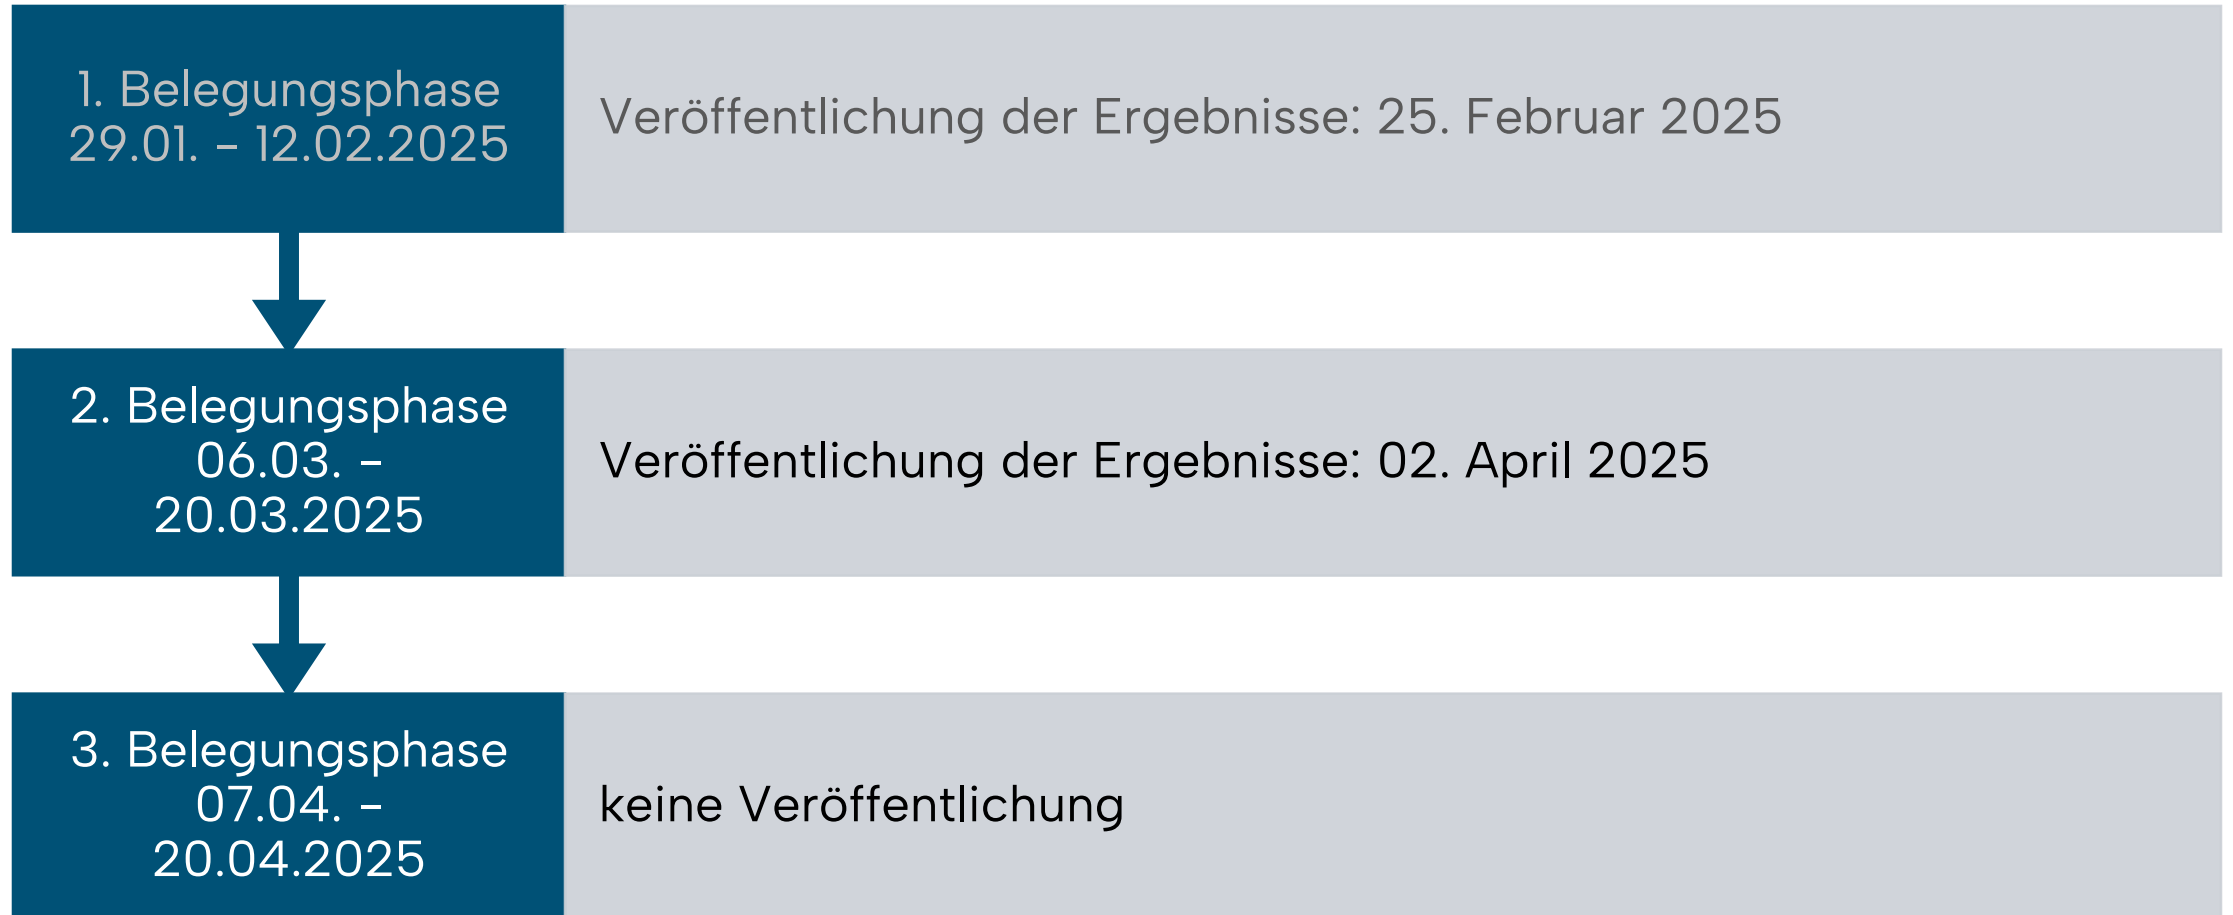 1. Belegungsphase
29.01. - 12.02.2025
Veröffentlichung der Ergebnisse: 25. Februar 2025
2. Belegungsphase
06.03. -
20.03.2025
Veröffentlichung der Ergebnisse: 02. April 2025
3. Belegungsphase
07.04. -
20.04.2025
keine Veröffentlichung